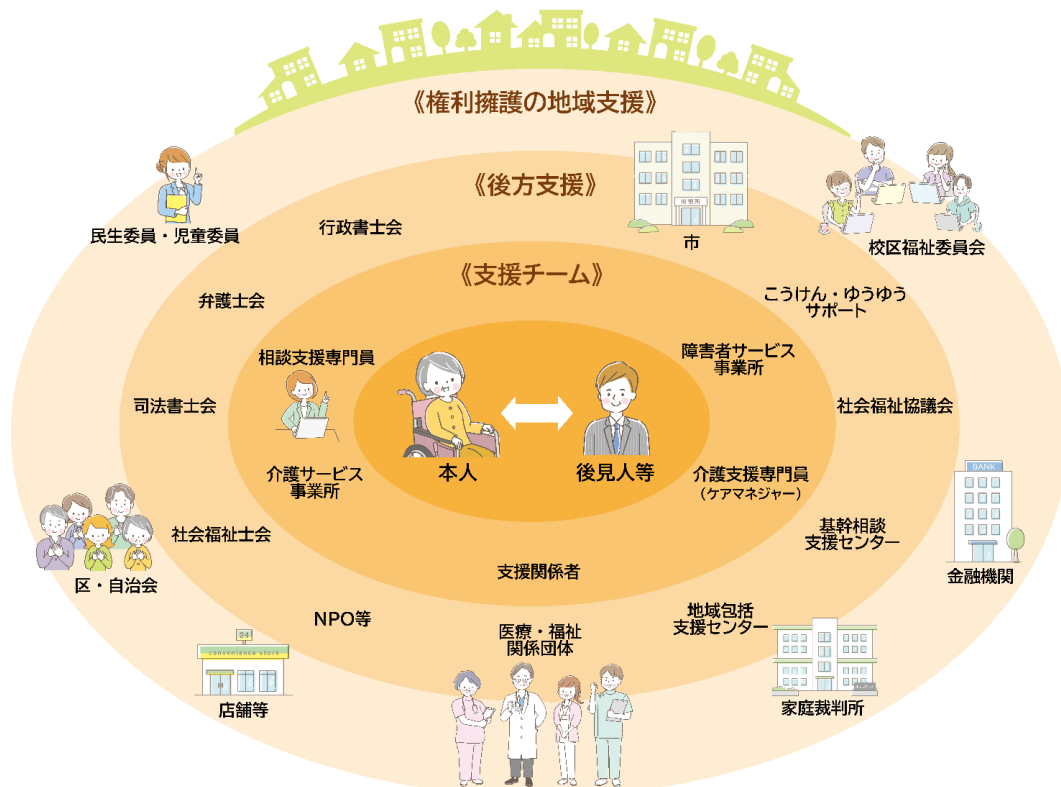 《権利擁護の地域支援》
《後方支援》
市役所
民生委員・児童委員
行政書士会
市
校区福祉委員会
《支援チーム》
弁護士会
こうけん・ゆうゆう
サポート
相談支援専門員
障害者サービス
事業所
司法書士会
社会福祉協議会
本人
後見人等
介護サービス
事業所
介護支援専門員
（ケアマネジャー）
BANK
社会福祉士会
基幹相談
支援センター
区・自治会
金融機関
支援関係者
NPO等
地域包括
支援センター
医療・福祉
関係団体
24
convenience store
店舗等
家庭裁判所